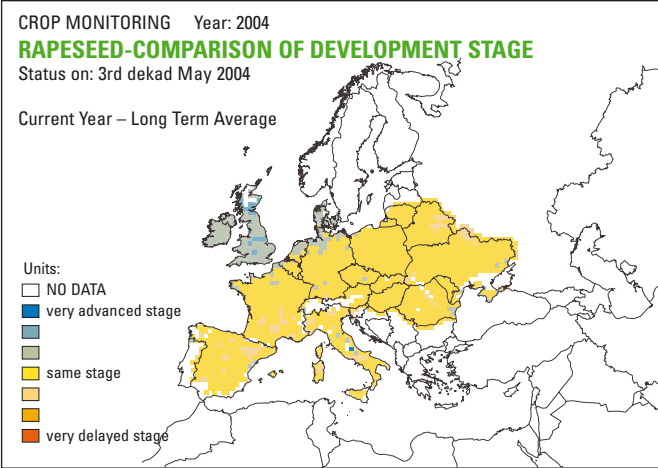 CROP MONITORING Year: 2004
RAPESEED-COMPARISON OF DEVELOPMENT STAGE
Status on: 3rd dekad May 2004
Current Year – Long Term Average
Units:
NO DATA
very advanced stage
same stage
very delayed stage